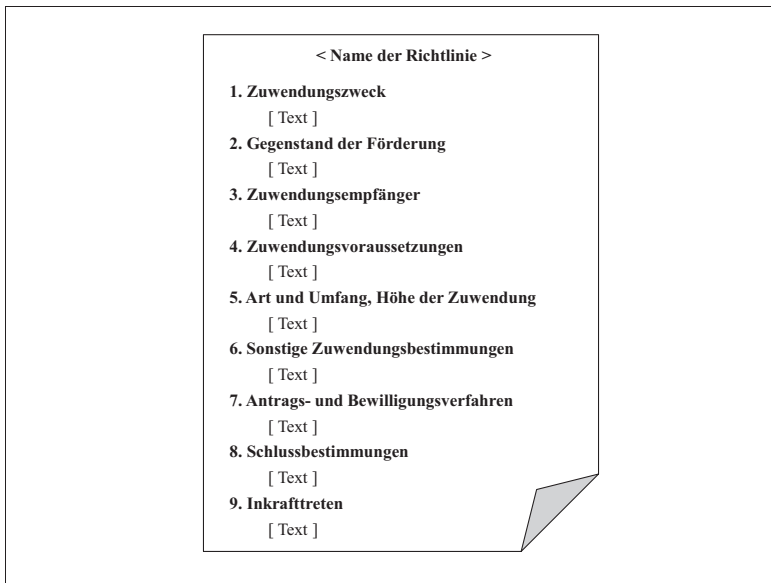 < Name der Richtlinie >
1. Zuwendungszweck
[ Text ]
2. Gegenstand der Förderung
[ Text ]
3. Zuwendungsempfänger
[ Text ]
4. Zuwendungsvoraussetzungen
[ Text ]
5. Art und Umfang, Höhe der Zuwendung
[ Text ]
6. Sonstige Zuwendungsbestimmungen
[ Text ]
7. Antrags- und Bewilligungsverfahren
[ Text ]
8. Schlussbestimmungen
[ Text ]
9. Inkrafttreten
[ Text ]